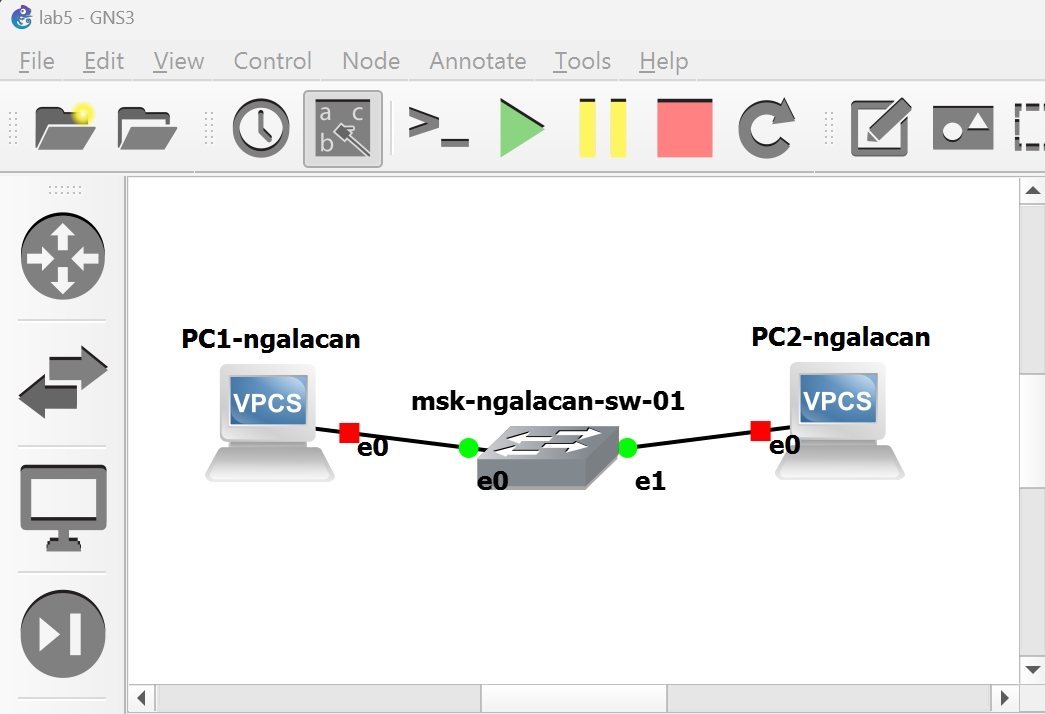 lab5 - GNS3
File Edit View Control Node Annotate Tools Help
a c
b
PC1-ngalacan
PC2-ngalacan
VPCS
VPCS
msk-ngalacan-sw-01
e0
e0
e0
e1